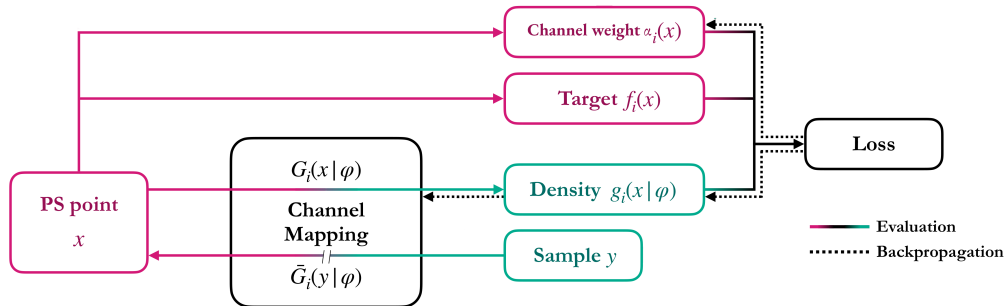 Channel weight αᵢ(x)
Target fᵢ(x)
Loss
Gᵢ(x|φ)
Density gᵢ(x|φ)
PS point
x
Channel
Mapping
Sample y
Ḡᵢ(y|φ)
Evaluation
Backpropagation